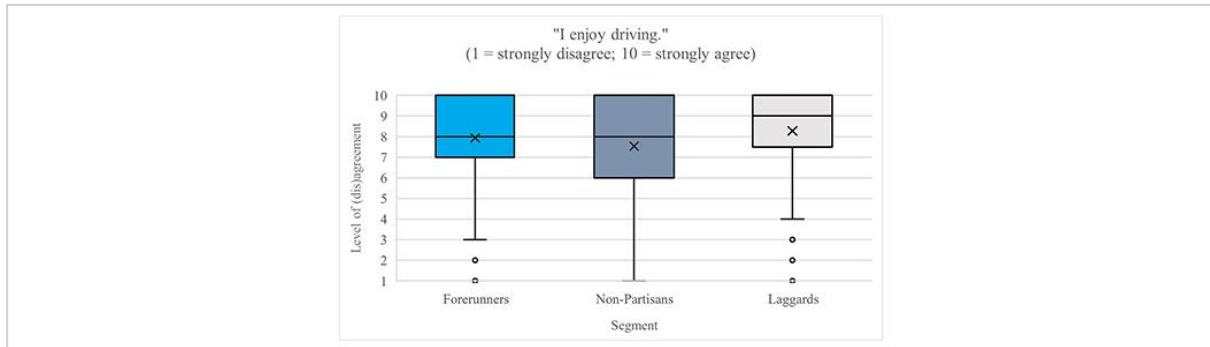 "I enjoy driving."
(1 = strongly disagree; 10 = strongly agree)
Level of (dis)agreement
10
9
8
7
6
5
4
3
2
1
Forerunners Non-Partisans Laggards
Segment